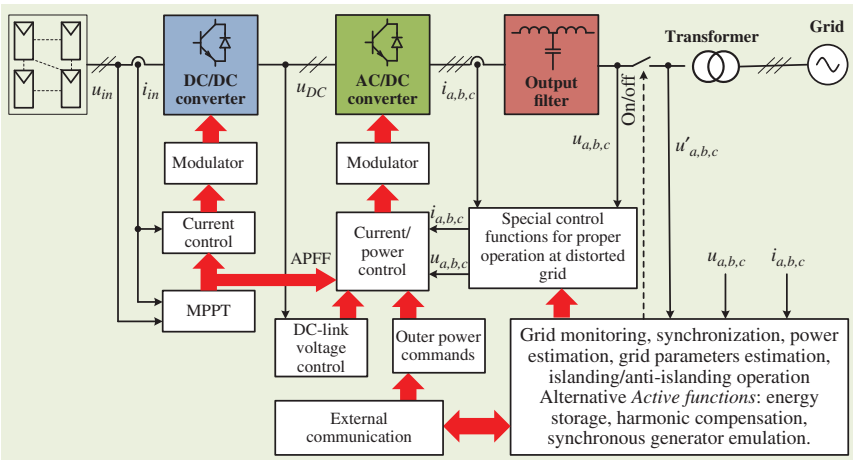 Grid
Transformer
DC/DC
converter
AC/DC
converter
Output
filter
u_in
i_in
u_DC
i_a,b,c
On/off
u_a,b,c
u'_a,b,c
Modulator
Modulator
Current
control
Current/
power
control
i_a,b,c
u_a,b,c
Special control
functions for proper
operation at distorted
grid
APFF
u_a,b,c
i_a,b,c
MPPT
DC-link
voltage
control
Outer power
commands
Grid monitoring, synchronization, power
estimation, grid parameters estimation,
islanding/anti-islanding operation
Alternative Active functions: energy
storage, harmonic compensation,
synchronous generator emulation.
External
communication